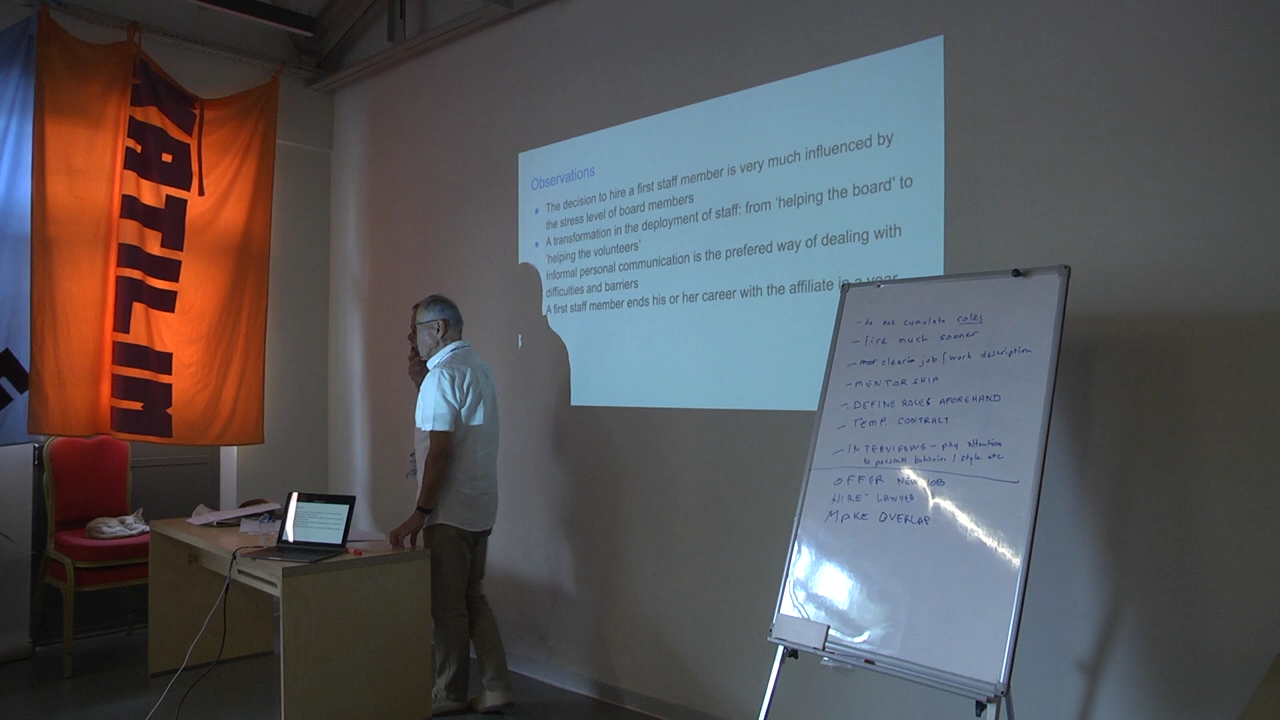 KATILIM
Observations
The decision to hire a first staff member is very much influenced by
the stress level of board members
A transformation in the deployment of staff: from 'helping the board' to
'helping the volunteers'
Informal personal communication is the prefered way of dealing with
difficulties and barriers
A first staff member ends his or her career with the affiliate in a year
- do not cumulate roles
- fire much sooner
- job / work description
- MENTORSHIP
- DEFINE ROLES AFOREHAND
- TEMP. CONTRACT
- INTERVIEWS - pay attention
to personal behavior / style etc
OFFER NEW JOB
HIRE LAWYER
MAKE OVERLAP